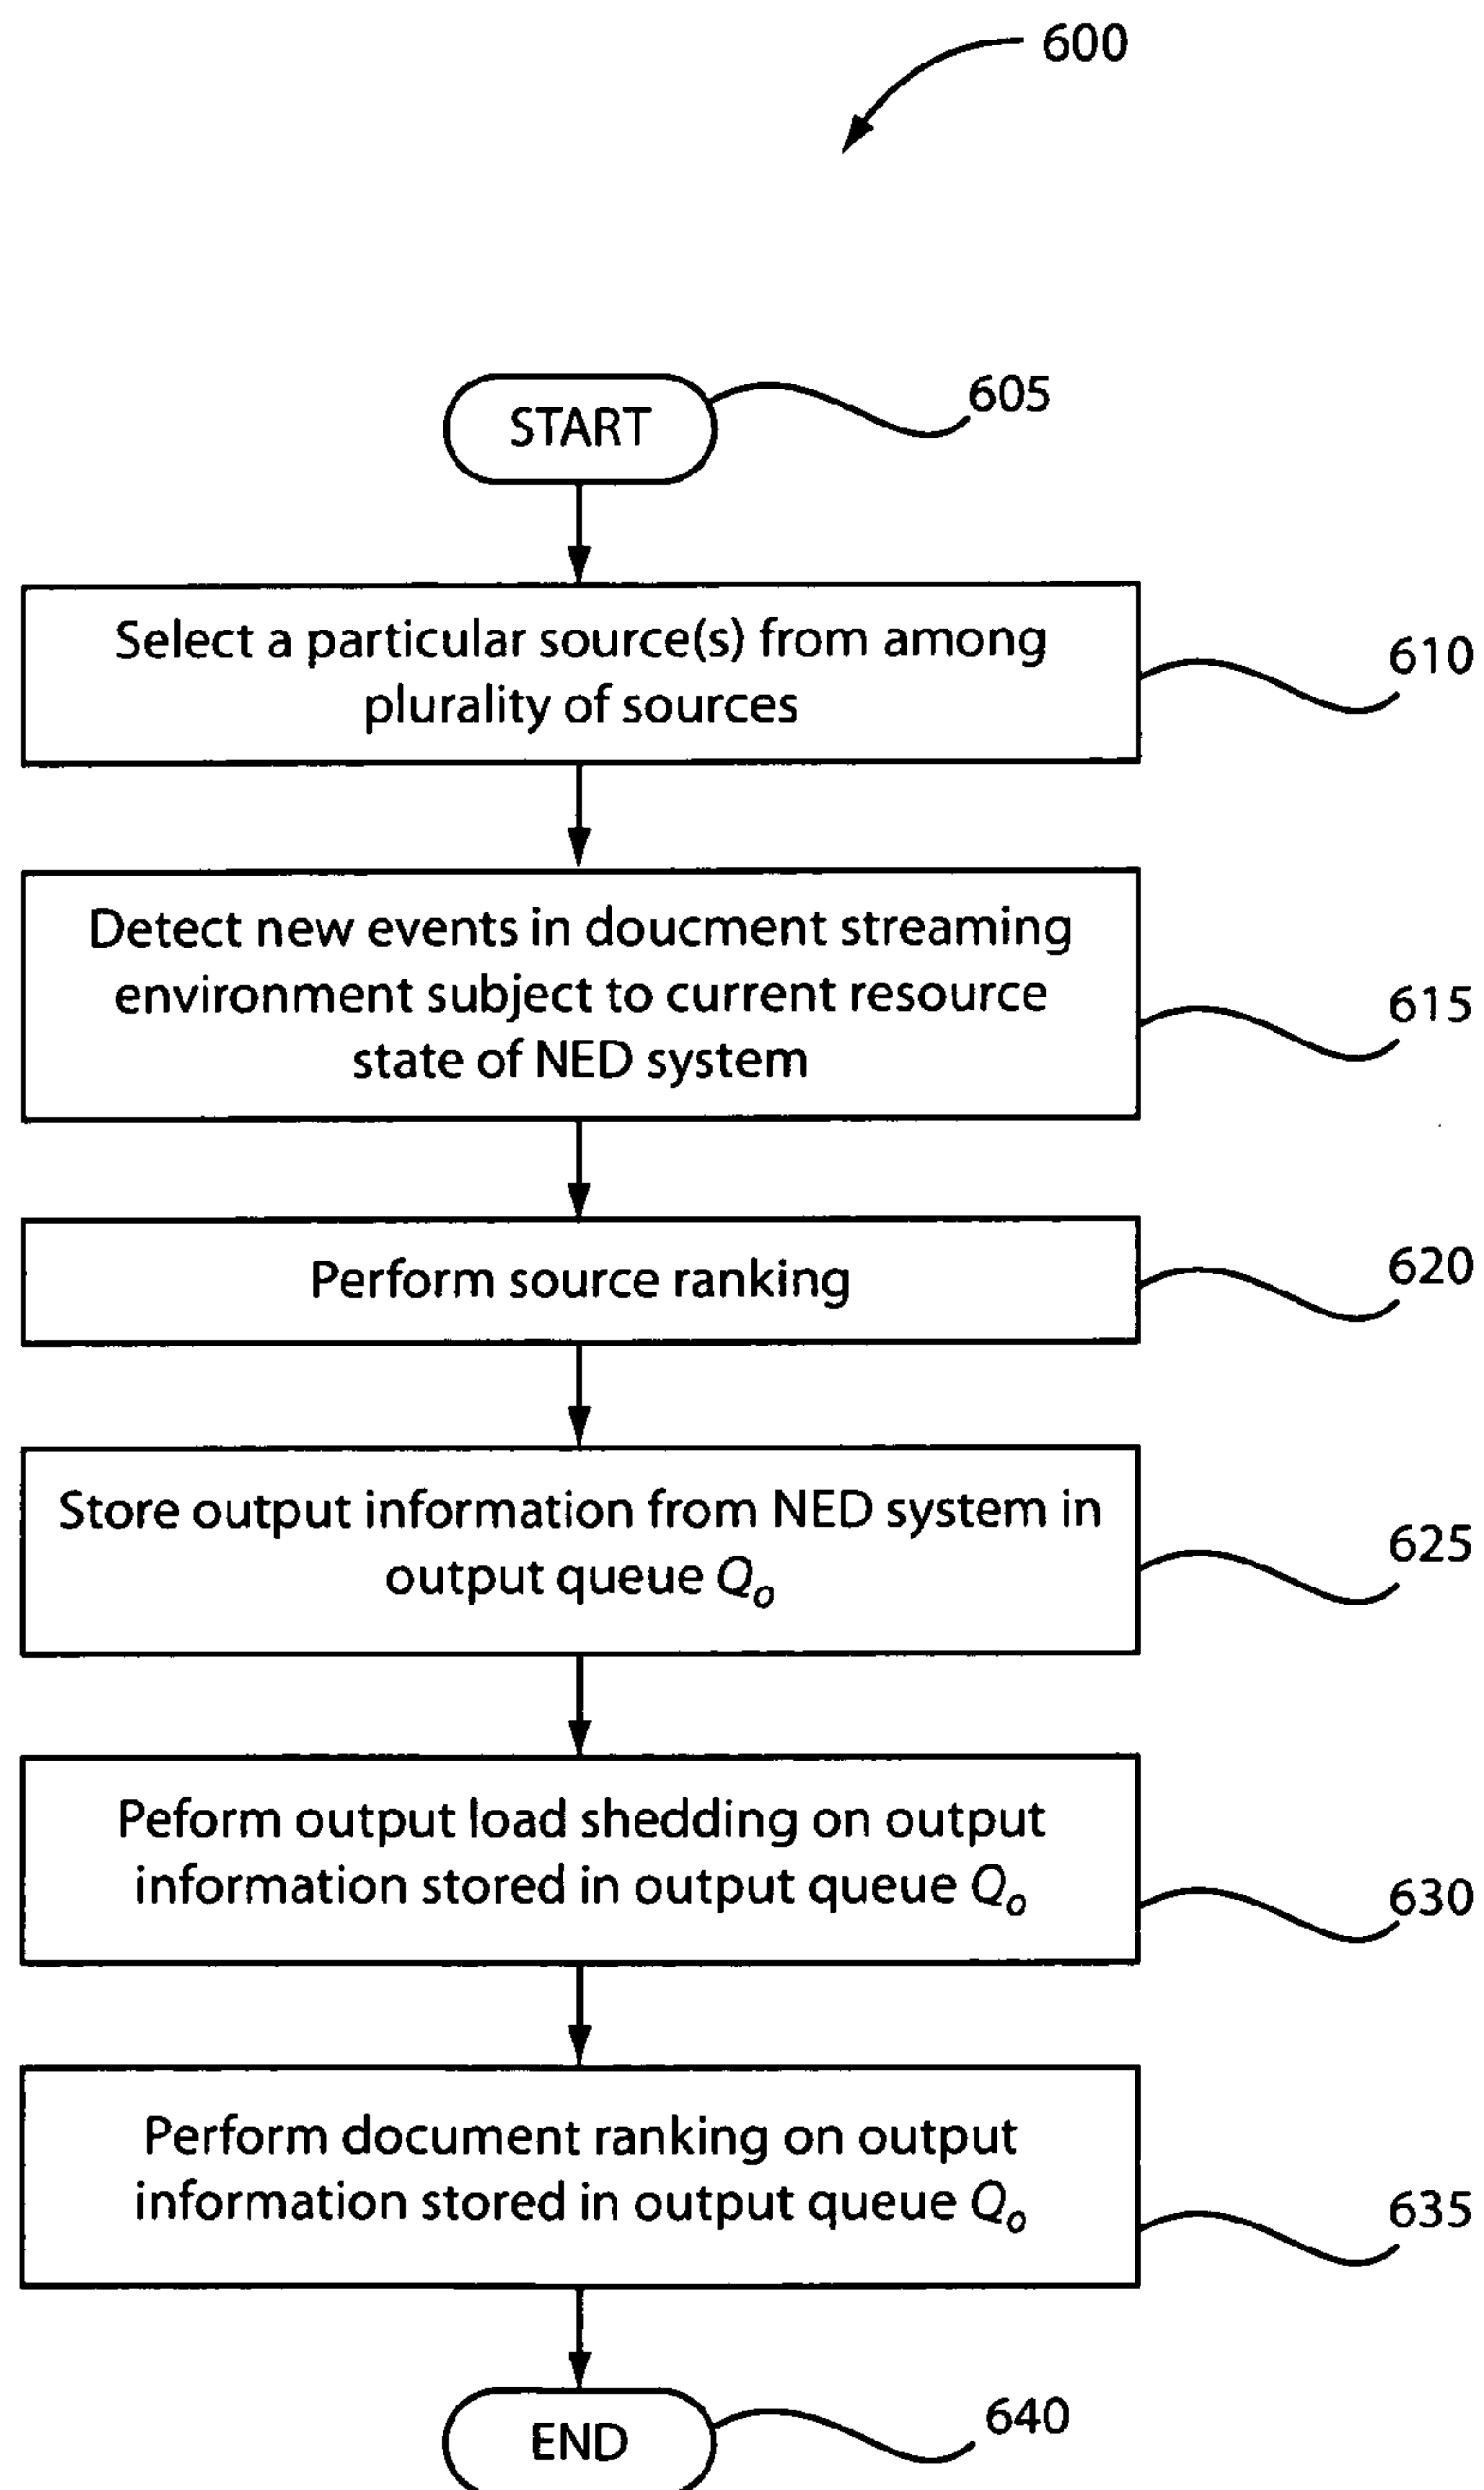 600
START
605
Select a particular source(s) from among
plurality of sources
610
Detect new events in doucment streaming
environment subject to current resource
state of NED system
615
Perform source ranking
620
Store output information from NED system in
output queue Qo
625
Peform output load shedding on output
information stored in output queue Qo
630
Perform document ranking on output
information stored in output queue Qo
635
END
640